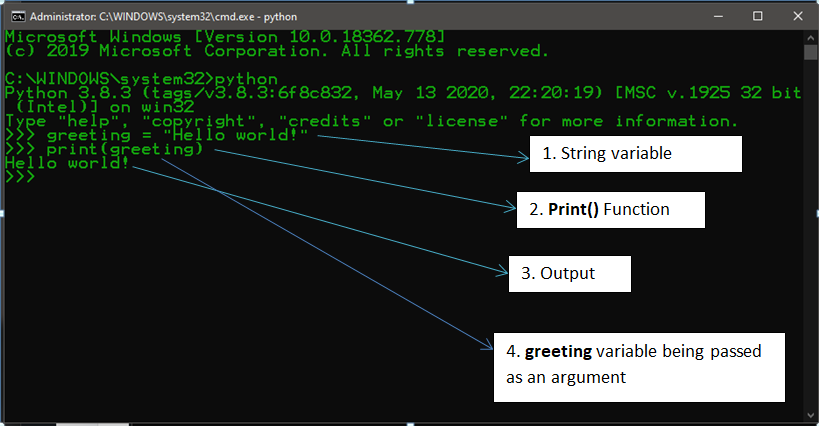 Administrator: C:\WINDOWS\system32\cmd.exe - python
Microsoft Windows [Version 10.0.18362.778]
(c) 2019 Microsoft Corporation. All rights reserved.
C:\WINDOWS\system32>python
Python 3.8.3 (tags/v3.8.3:6f8c832, May 13 2020, 22:20:19) [MSC v.1925 32 bit
(Intel)] on win32
Type "help", "copyright", "credits" or "license" for more information.
>>> greeting = "Hello world!"
>>> print(greeting)
Hello world!
>>>
1. String variable
2. Print() Function
3. Output
4. greeting variable being passed
as an argument